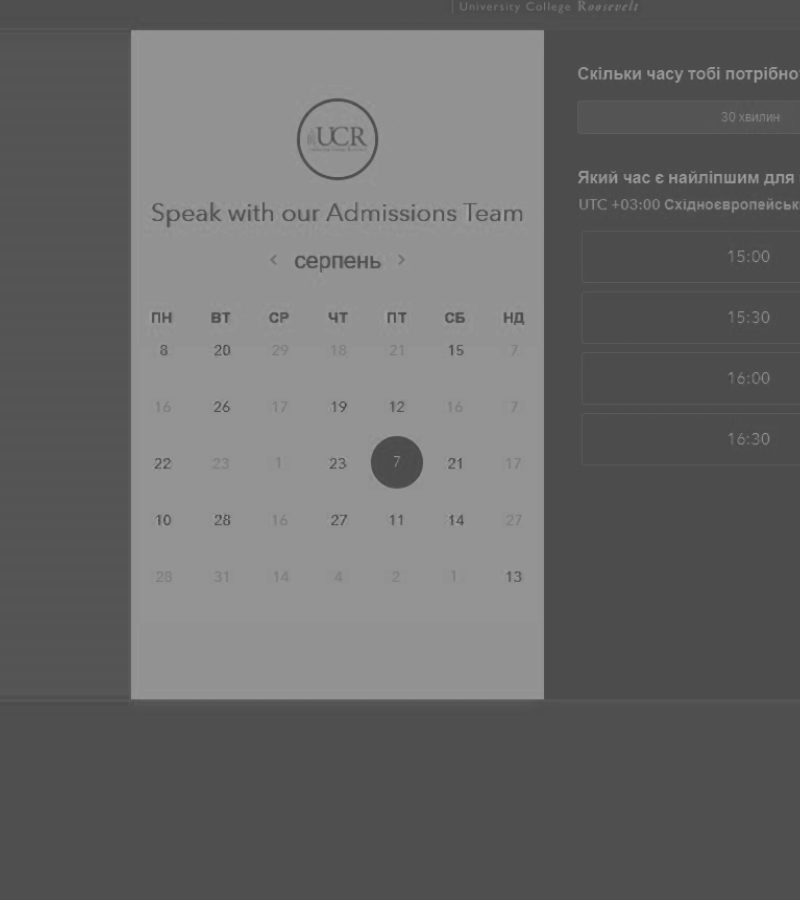 University College Roosevelt
Скільки часу тобі потрібно
30 хвилин
UCR
Speak with our Admissions Team
Який час є найліпшим для
UTC +03:00 Східноєвропейськ
серпень
15:00
15:30
16:00
16:30
ПН ВТ СР ЧТ ПТ СБ НД
8 20 29 18 21 15 7
16 26 17 19 12 16 7
22 23 1 23 7 21 17
10 28 16 27 11 14 27
28 31 14 4 2 1 13